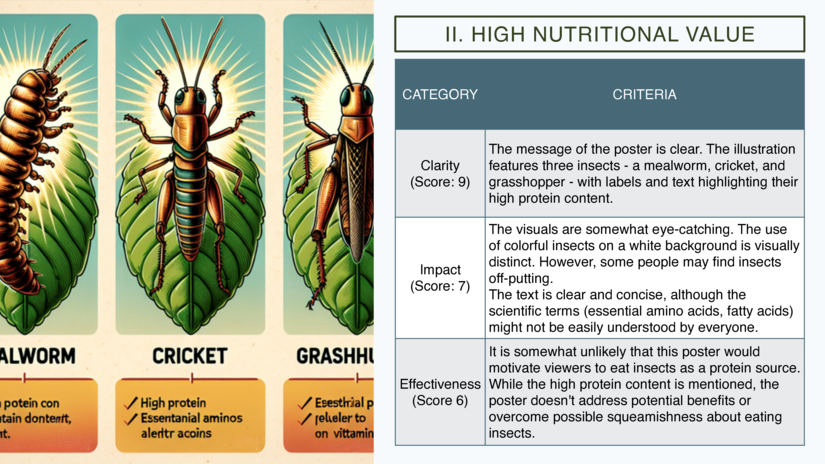 ALWORM
potein con
tain dontent,
nt.
CRICKET
High protein
Essentanial aminos
alertr acoins
GRASHHU
on vittamin
II. HIGH NUTRITIONAL VALUE
CATEGORY CRITERIA
Clarity
(Score: 9)
The message of the poster is clear. The illustration
features three insects - a mealworm, cricket, and
grasshopper - with labels and text highlighting their
high protein content.
Impact
(Score: 7)
The visuals are somewhat eye-catching. The use
of colorful insects on a white background is visually
distinct. However, some people may find insects
off-putting.
The text is clear and concise, although the
scientific terms (essential amino acids, fatty acids)
might not be easily understood by everyone.
Effectiveness
(Score 6)
It is somewhat unlikely that this poster would
motivate viewers to eat insects as a protein source.
While the high protein content is mentioned, the
poster doesn't address potential benefits or
overcome possible squeamishness about eating
insects.